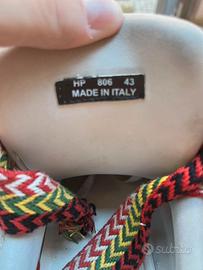 HP 806 43
MADE IN ITALY
subito